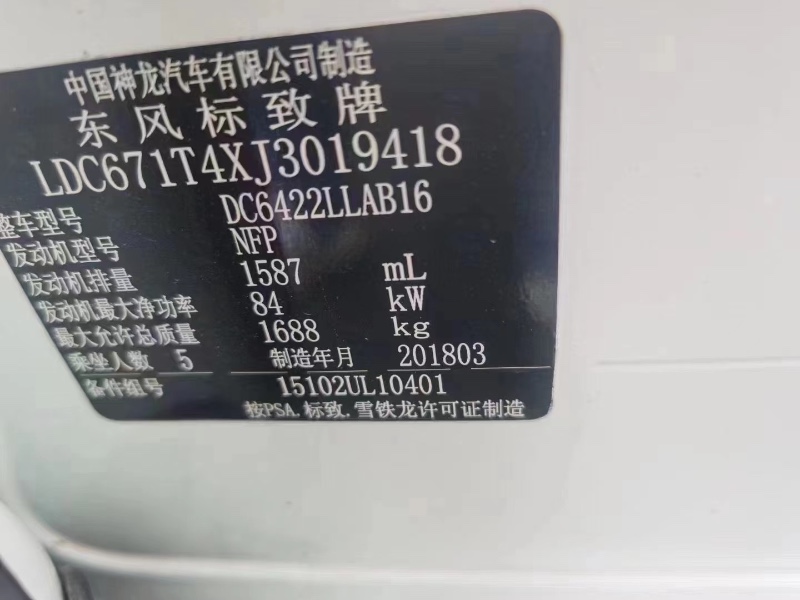 中国神龙汽车有限公司制造
东风标致牌
LDC671T4XJ3019418
整车型号 DC6422LLAB16
发动机型号 NFP
发动机排量 1587 mL
发动机最大净功率 84 kW
最大允许总质量 1688 kg
乘坐人数 5 制造年月 201803
备件组号 15102UL10401
按PSA.标致.雪铁龙许可证制造